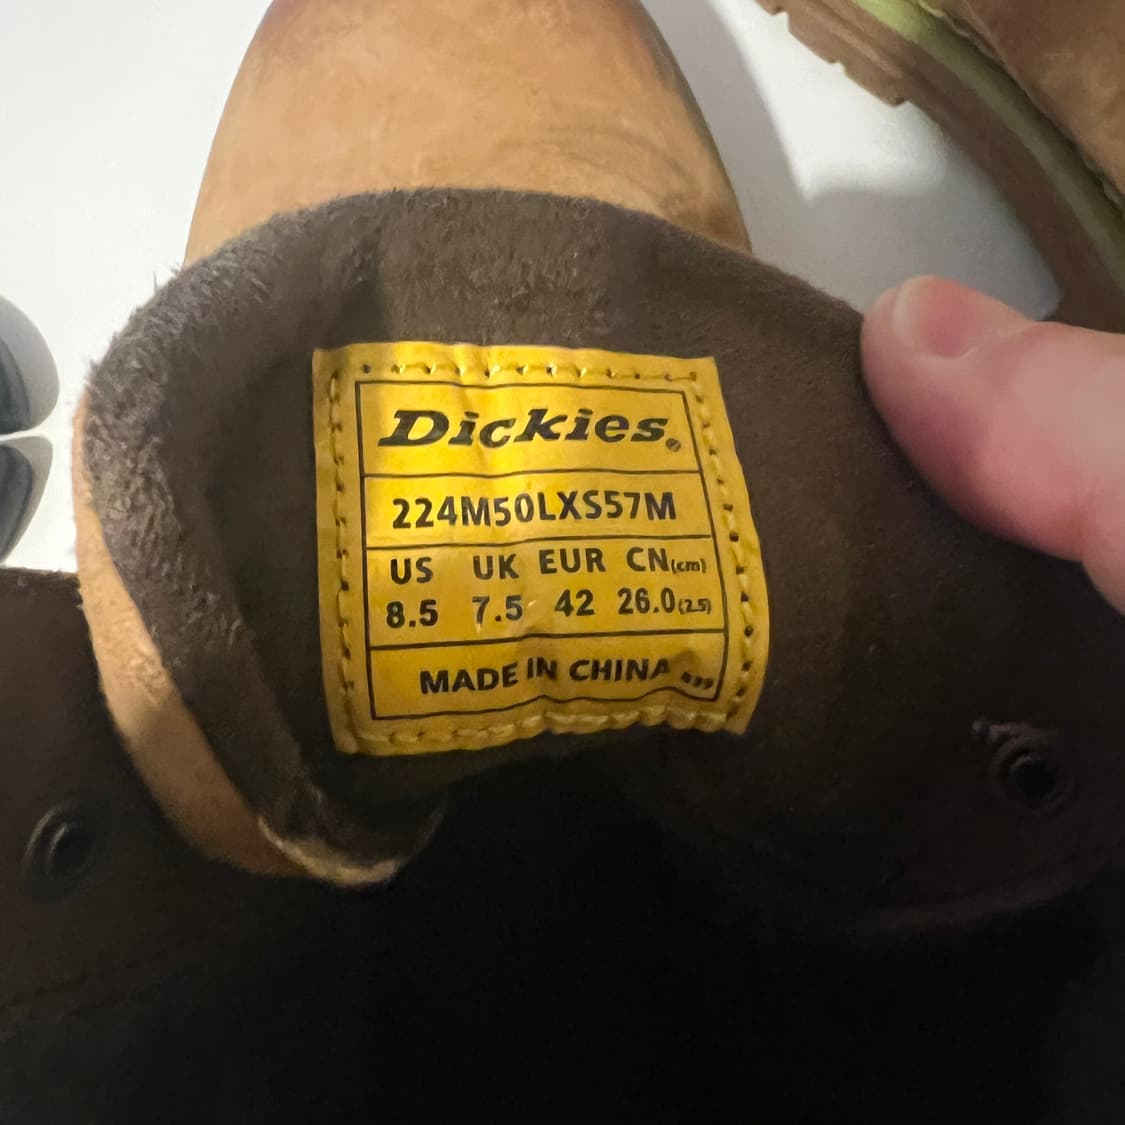 Dickies®
224M50LXS57M
US UK EUR CN(cm)
8.5 7.5 42 26.0(2.5)
MADE IN CHINA